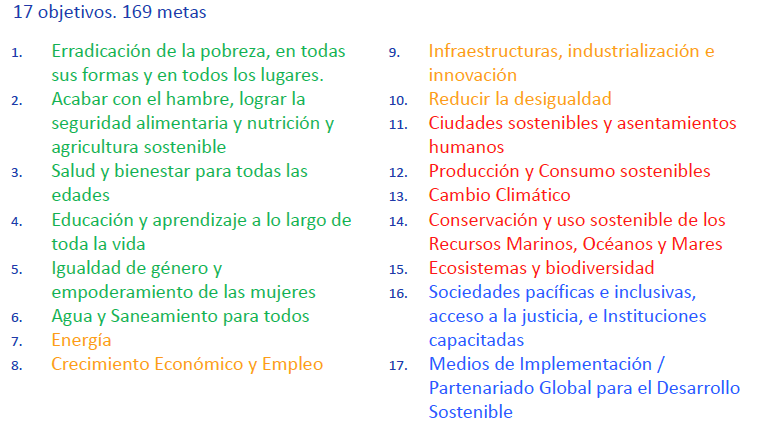 17 objetivos. 169 metas
1. Erradicación de la pobreza, en todas
sus formas y en todos los lugares.
2. Acabar con el hambre, lograr la
seguridad alimentaria y nutrición y
agricultura sostenible
3. Salud y bienestar para todas las
edades
4. Educación y aprendizaje a lo largo de
toda la vida
5. Igualdad de género y
empoderamiento de las mujeres
6. Agua y Saneamiento para todos
7. Energía
8. Crecimiento Económico y Empleo
9. Infraestructuras, industrialización e
innovación
10. Reducir la desigualdad
11. Ciudades sostenibles y asentamientos
humanos
12. Producción y Consumo sostenibles
13. Cambio Climático
14. Conservación y uso sostenible de los
Recursos Marinos, Océanos y Mares
15. Ecosistemas y biodiversidad
16. Sociedades pacíficas e inclusivas,
acceso a la justicia, e Instituciones
capacitadas
17. Medios de Implementación /
Partenariado Global para el Desarrollo
Sostenible